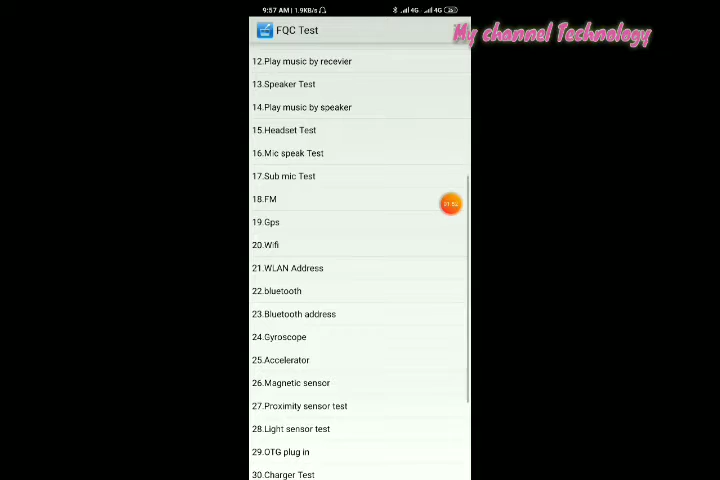 9:57 AM | 1.9KB/s
4G 4G
FQC Test
My channel Technology
12.Play music by recevier
13.Speaker Test
14.Play music by speaker
15.Headset Test
16.Mic speak Test
17.Sub mic Test
18.FM
01:52
19.Gps
20.Wifi
21.WLAN Address
22.bluetooth
23.Bluetooth address
24.Gyroscope
25.Accelerator
26.Magnetic sensor
27.Proximity sensor test
28.Light sensor test
29.OTG plug in
30.Charger Test